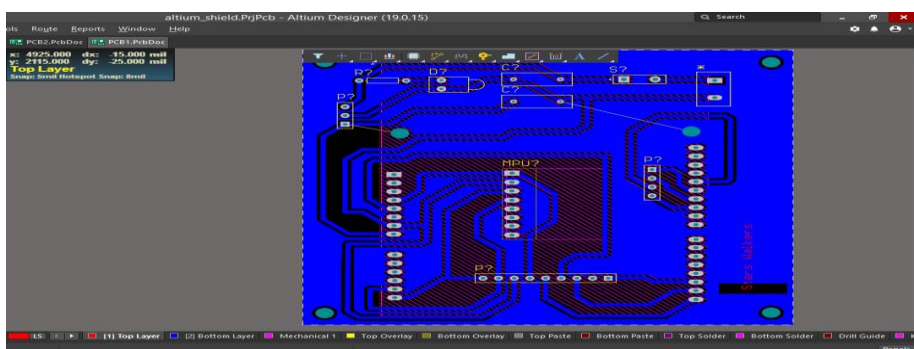 altium_shield.PrjPcb - Altium Designer (19.0.15)
Search
ols Route Reports Window Help
PCB2.PcbDoc PCB1.PcbDoc
x: 4925.000 dx: -15.000 mil
y: 2115.000 dy: -25.000 mil
Top Layer
Snap: 5mil Hotspot Snap: 8mil
R? D? C? S? *
P? C?
MPU? P?
P?
Star's Walkers
LS [1] Top Layer [2] Bottom Layer Mechanical 1 Top Overlay Bottom Overlay Top Paste Bottom Paste Top Solder Bottom Solder Drill Guide
Panels